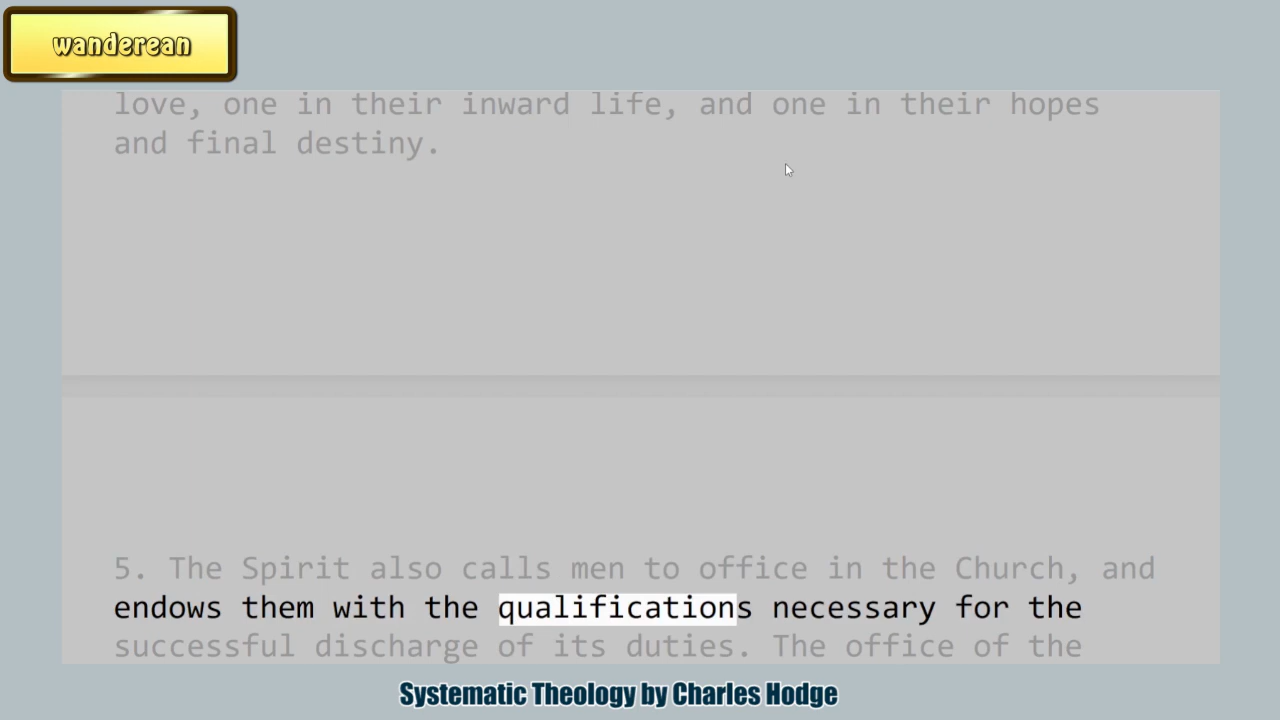 wanderean
love, one in their inward life, and one in their hopes
and final destiny.
5. The Spirit also calls men to office in the Church, and
endows them with the qualifications necessary for the
successful discharge of its duties. The office of the
Systematic Theology by Charles Hodge